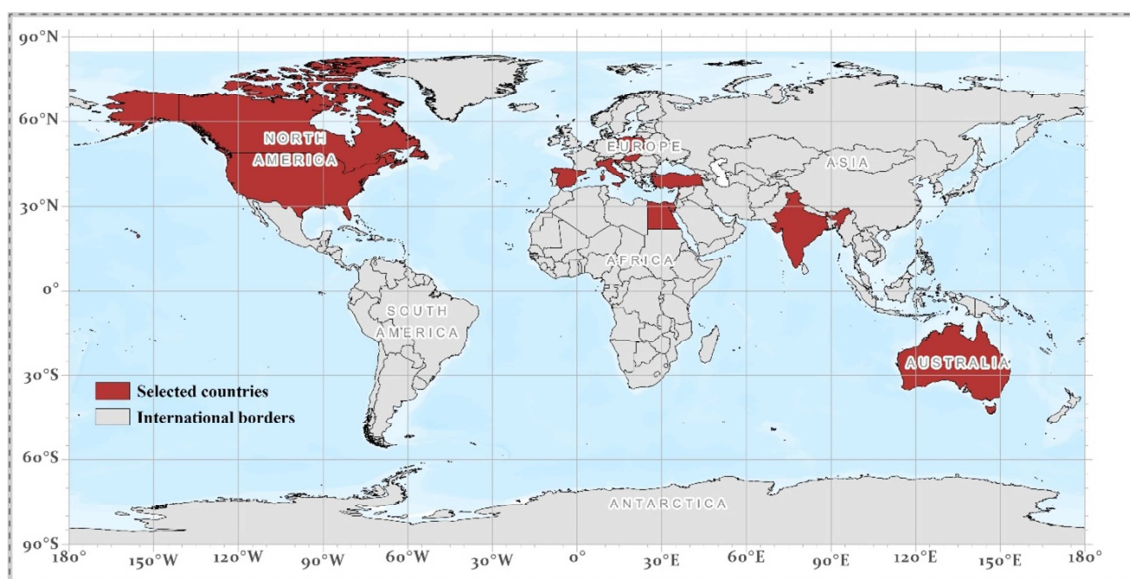 90°N
60°N
30°N
0°
30°S
60°S
90°S
NORTH
AMERICA
EUROPE
ASIA
AFRICA
SOUTH
AMERICA
AUSTRALIA
Selected countries
International borders
ANTARCTICA
180° 150°W 120°W 90°W 60°W 30°W 0° 30°E 60°E 90°E 120°E 150°E 180°